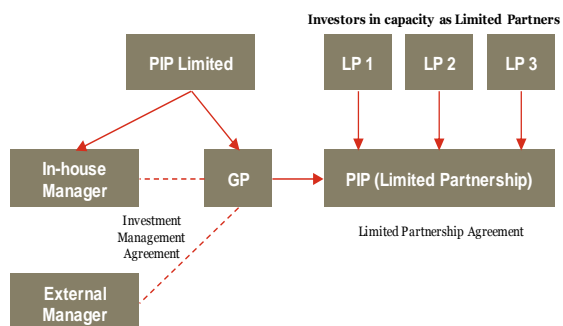 Investors in capacity as Limited Partners
PIP Limited
LP 1
LP 2
LP 3
In-house
Manager
GP
PIP (Limited Partnership)
Investment
Management
Agreement
Limited Partnership Agreement
External
Manager